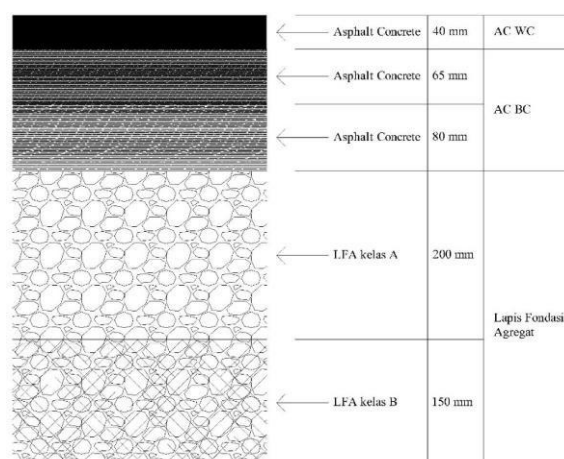 Asphalt Concrete 40 mm AC WC
Asphalt Concrete 65 mm
AC BC
Asphalt Concrete 80 mm
LFA kelas A 200 mm
Lapis Fondasi
Agregat
LFA kelas B 150 mm